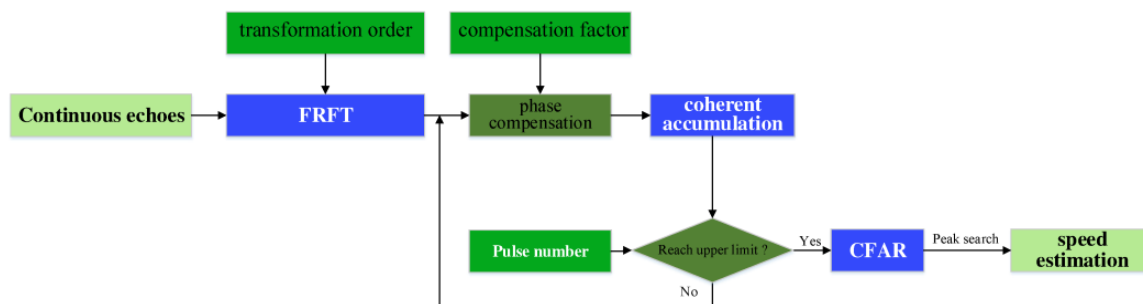 transformation order
compensation factor
Continuous echoes
FRFT
phase
compensation
coherent
accumulation
Pulse number
Reach upper limit ?
Yes
CFAR
Peak search
speed
estimation
No